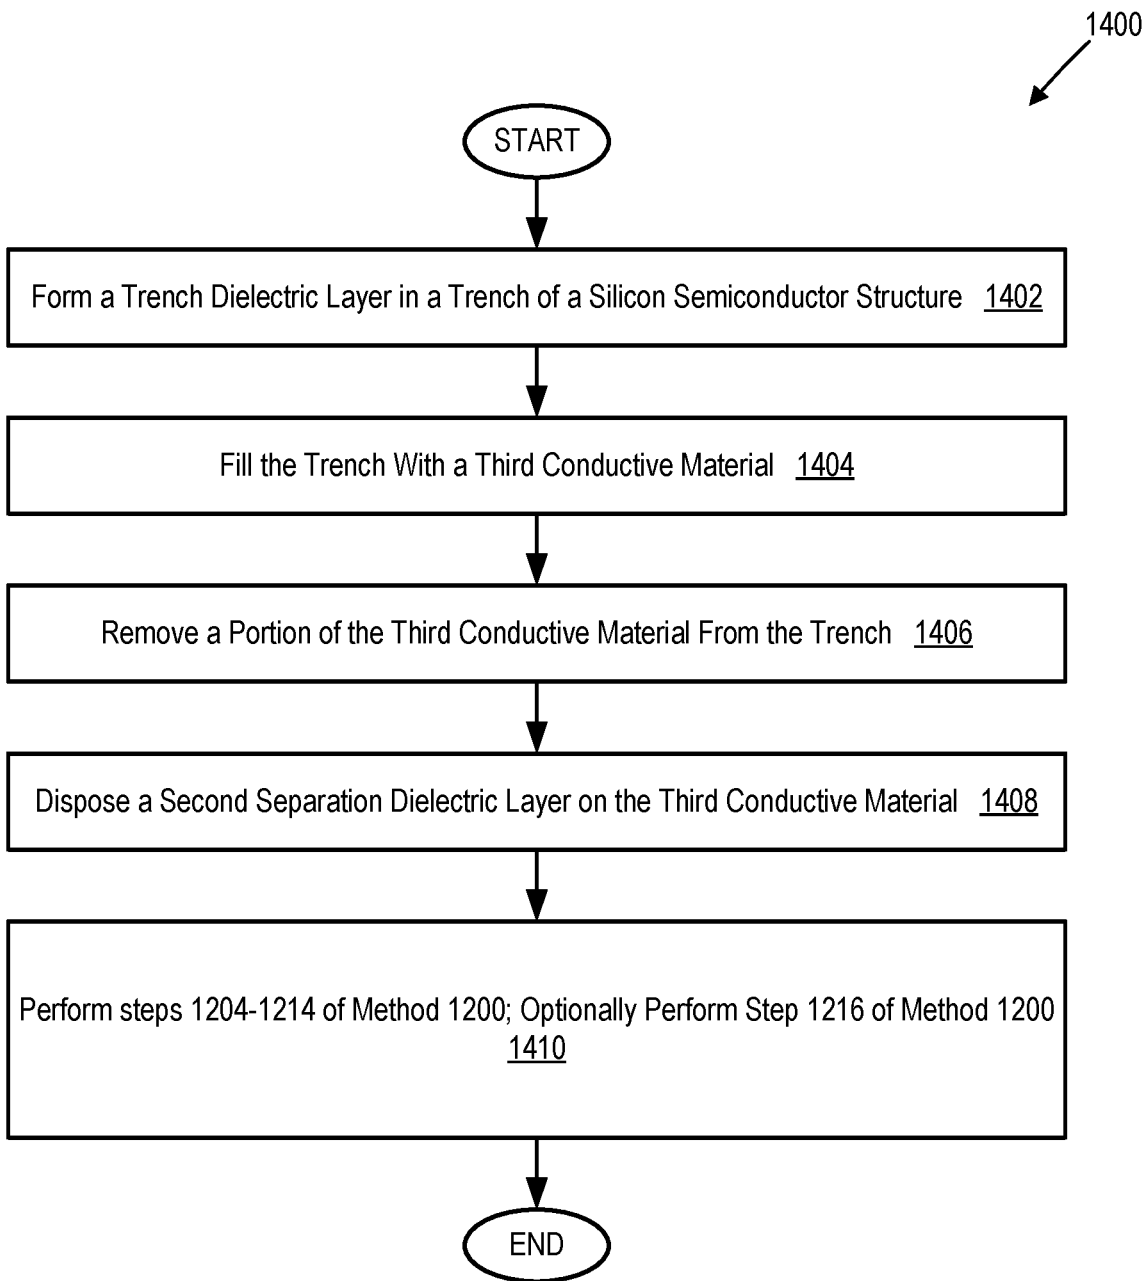 1400
START
Form a Trench Dielectric Layer in a Trench of a Silicon Semiconductor Structure 1402
Fill the Trench With a Third Conductive Material 1404
Remove a Portion of the Third Conductive Material From the Trench 1406
Dispose a Second Separation Dielectric Layer on the Third Conductive Material 1408
Perform steps 1204-1214 of Method 1200; Optionally Perform Step 1216 of Method 1200
1410
END